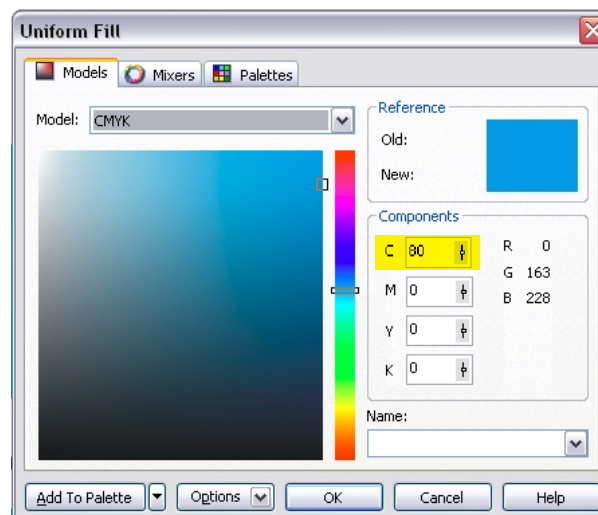 Uniform Fill
Models Mixers Palettes
Model: CMYK
Reference
Old:
New:
Components
C 80 R 0
G 163
M 0 B 228
Y 0
K 0
Name:
Add To Palette Options OK Cancel Help